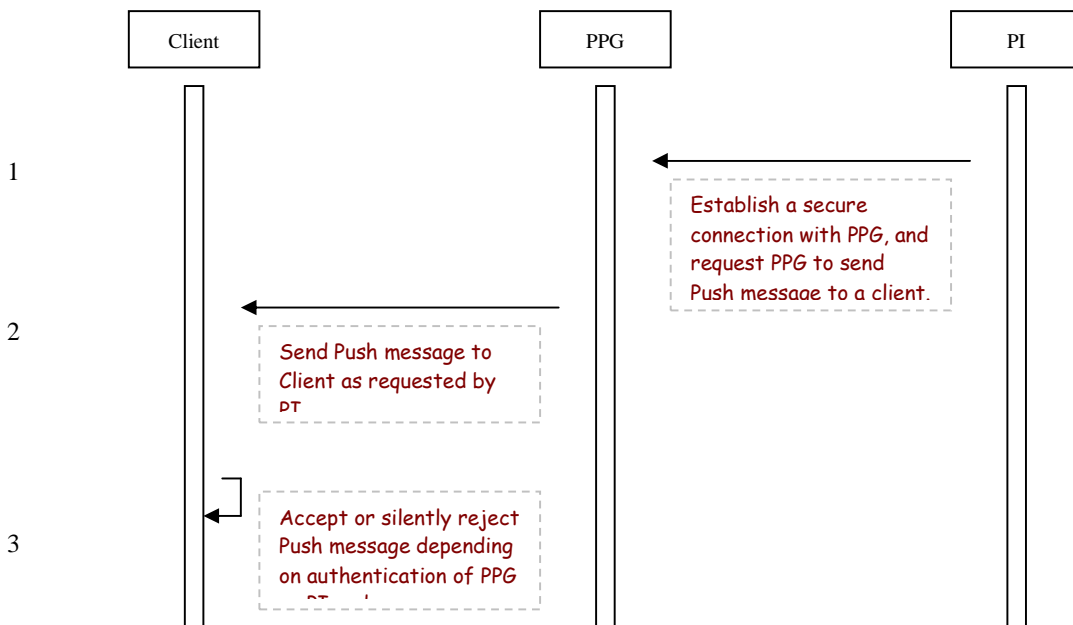 Client
PPG
PI
1
Establish a secure
connection with PPG, and
request PPG to send
Push message to a client.
2
Send Push message to
Client as requested by
PI
3
Accept or silently reject
Push message depending
on authentication of PPG